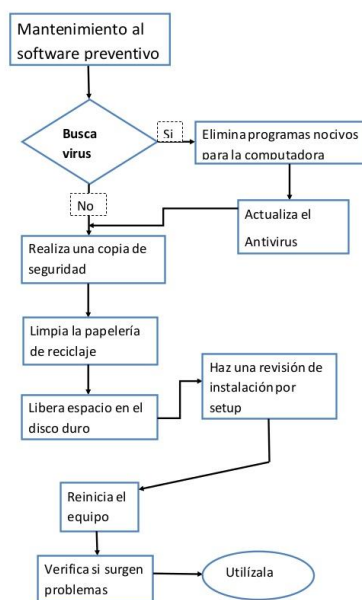 Mantenimiento al
software preventivo
Busca
virus
Si
Elimina programas nocivos
para la computadora
No
Actualiza el
Antivirus
Realiza una copia de
seguridad
Limpia la papelería
de reciclaje
Libera espacio en el
disco duro
Haz una revisión de
instalación por
setup
Reinicia el
equipo
Verifica si surgen
problemas
Utilízala